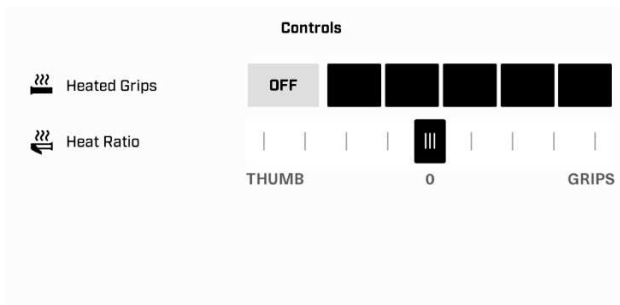 Controls
Heated Grips
OFF
Heat Ratio
THUMB 0 GRIPS